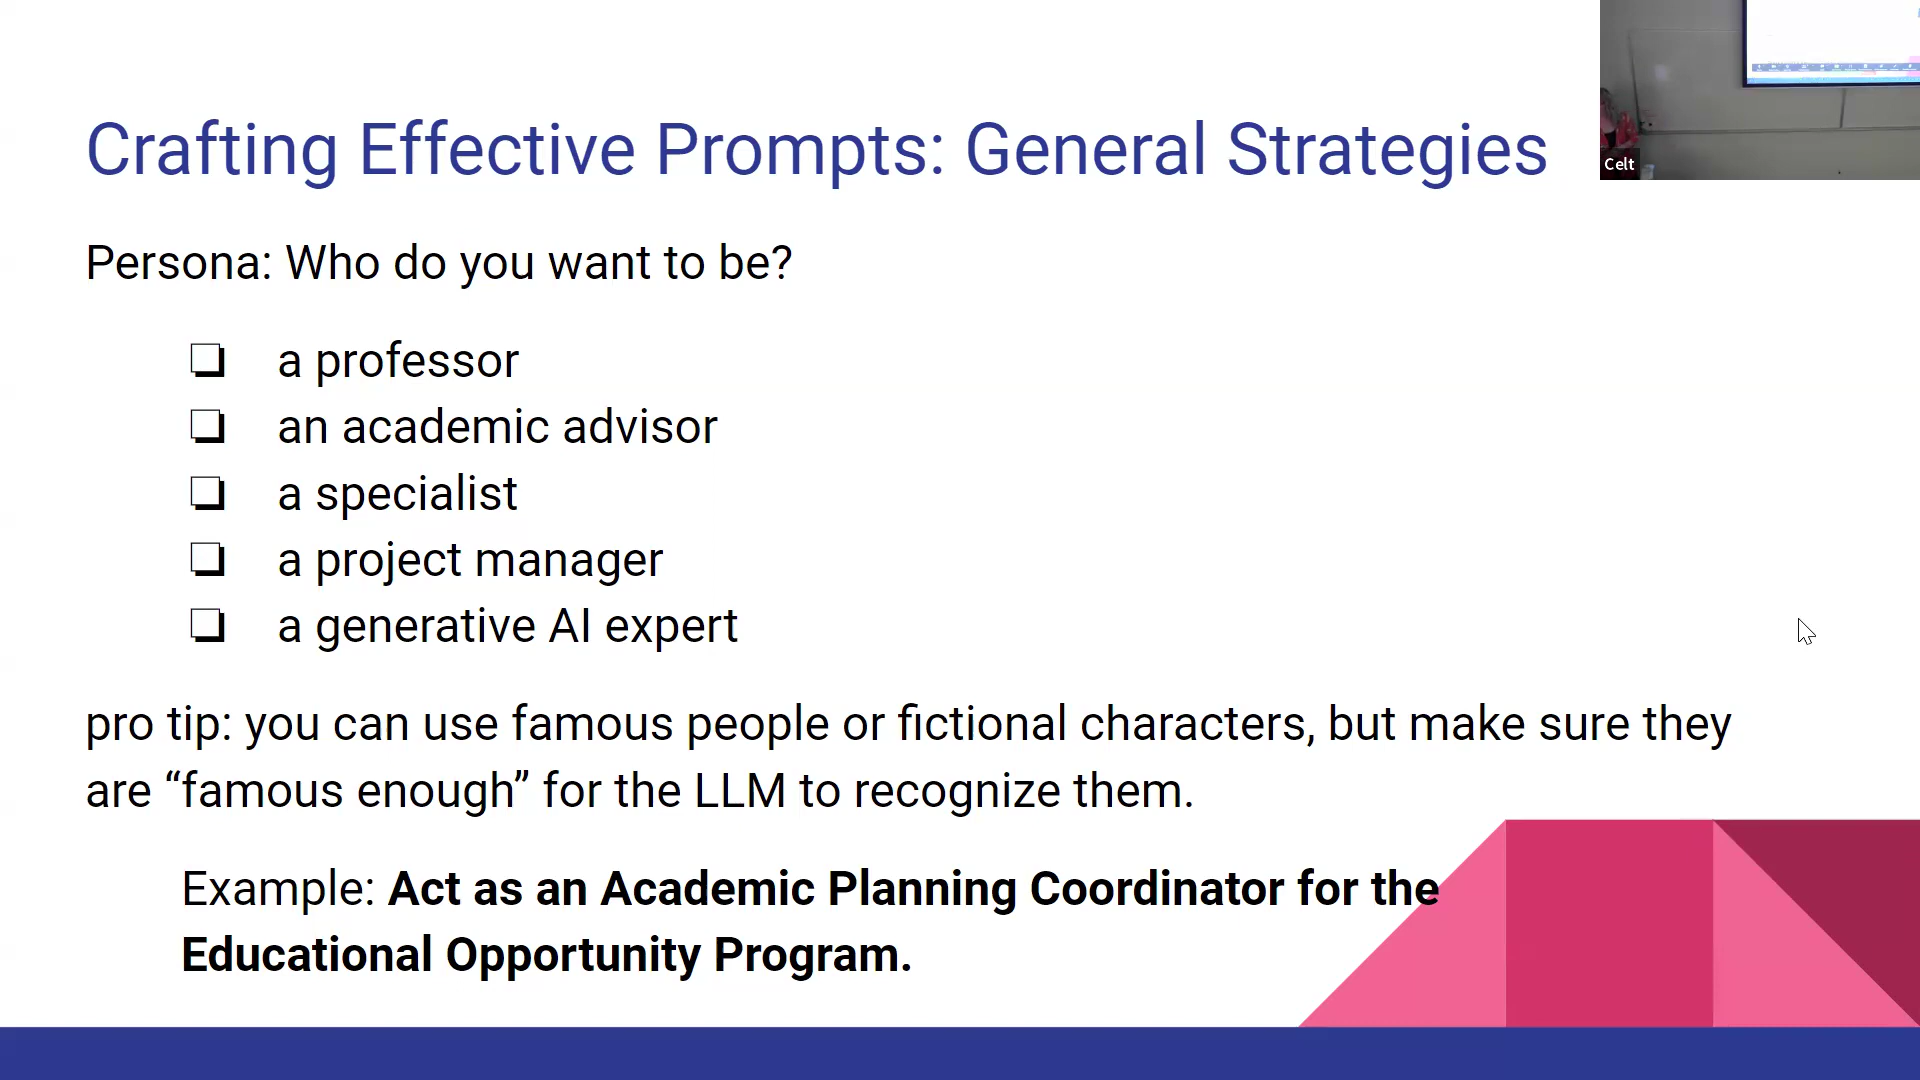 Crafting Effective Prompts: General Strategies
Celt
Persona: Who do you want to be?
❏ a professor
❏ an academic advisor
❏ a specialist
❏ a project manager
❏ a generative AI expert
pro tip: you can use famous people or fictional characters, but make sure they
are “famous enough” for the LLM to recognize them.
Example: Act as an Academic Planning Coordinator for the
Educational Opportunity Program.